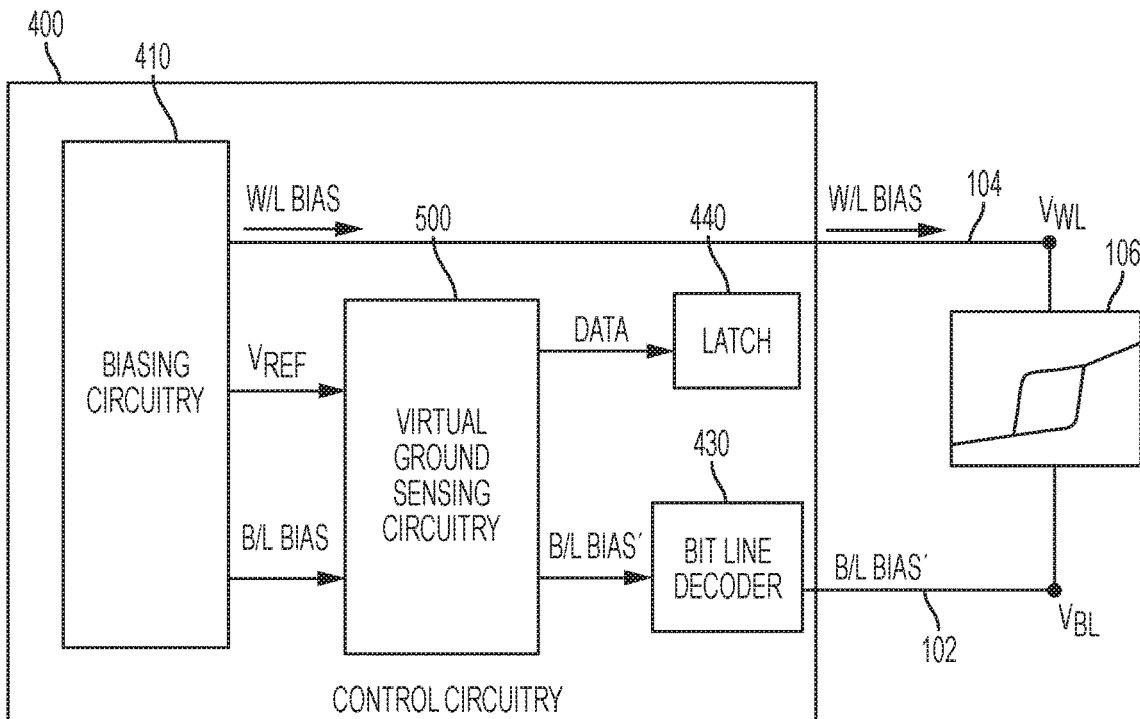 400
410
W/L BIAS
500
440
W/L BIAS
104
VWL
106
BIASING
CIRCUITRY
VREF
DATA
LATCH
VIRTUAL
GROUND
SENSING
CIRCUITRY
430
B/L BIAS
B/L BIAS′
BIT LINE
DECODER
B/L BIAS′
102
VBL
CONTROL CIRCUITRY